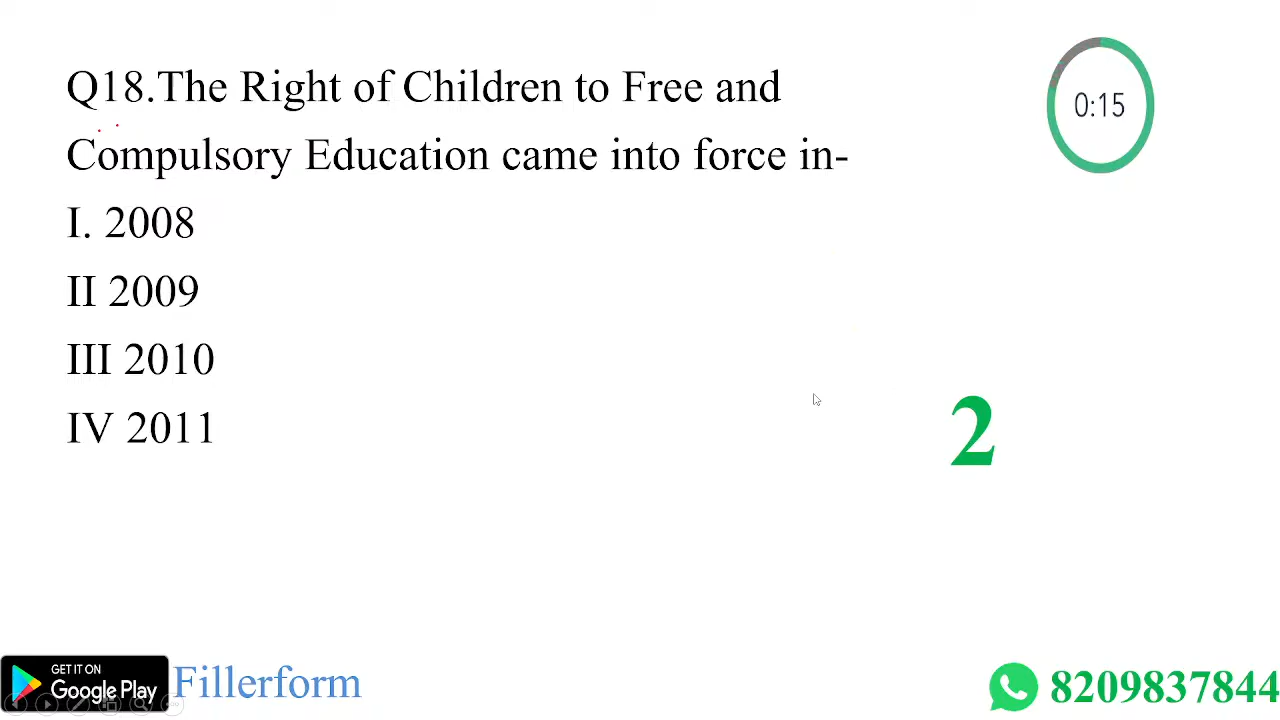 Q18.The Right of Children to Free and
0:15
Compulsory Education came into force in-
I. 2008
II 2009
III 2010
IV 2011
2
GET IT ON
Google Play
Fillerform
8209837844